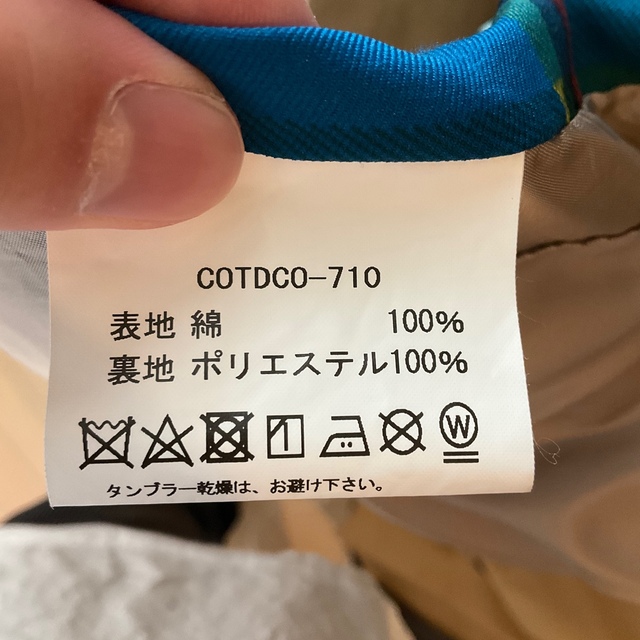 COTDCO-710
表地 綿 100%
裏地 ポリエステル100%
W
タンブラー乾燥は、お避け下さい。